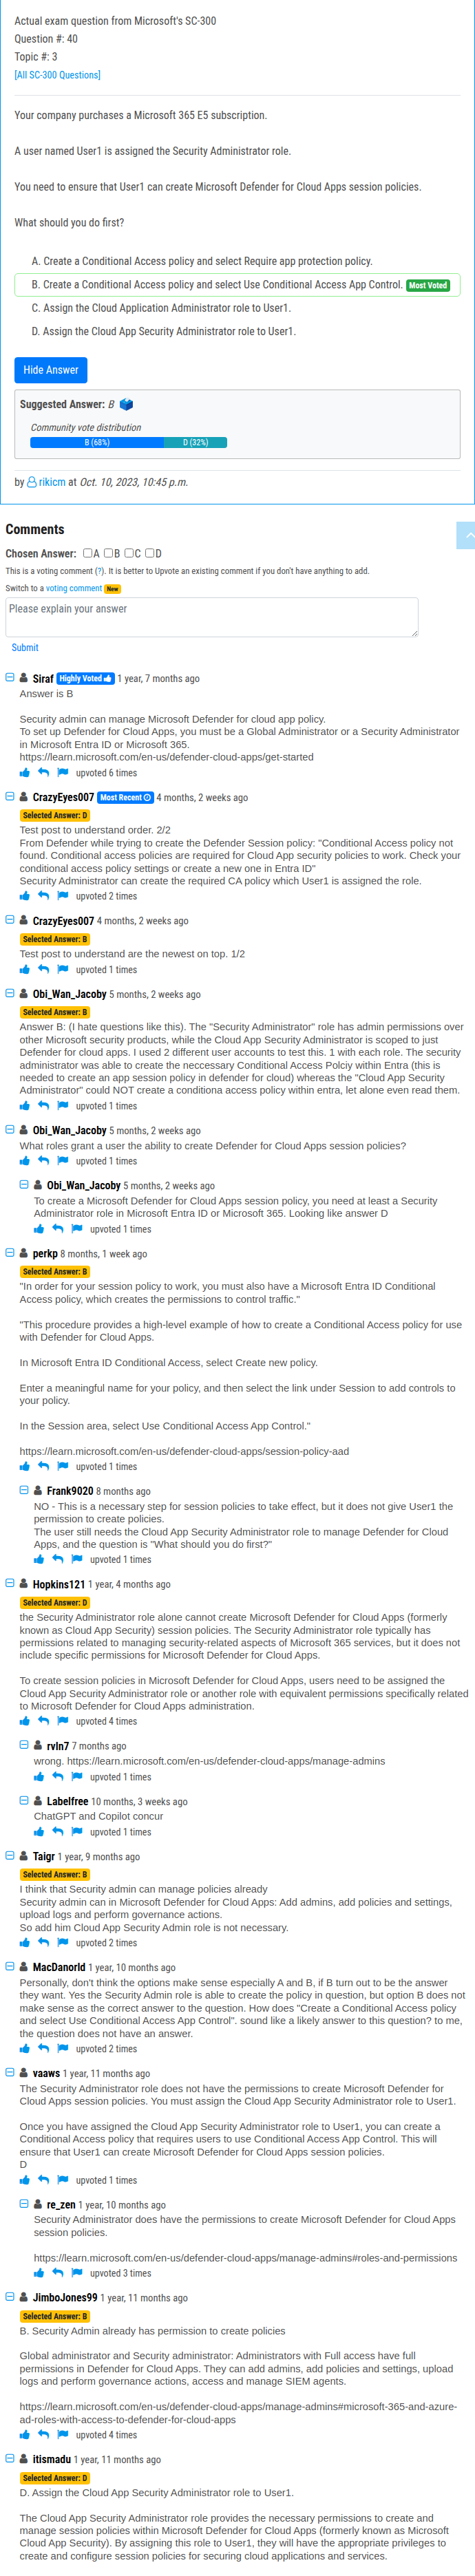 Actual exam question from Microsoft's SC-300
Question #: 40
Topic #: 3
[All SC-300 Questions]
Your company purchases a Microsoft 365 E5 subscription.
A user named User1 is assigned the Security Administrator role.
You need to ensure that User1 can create Microsoft Defender for Cloud Apps session policies.
What should you do first?
A. Create a Conditional Access policy and select Require app protection policy.
B. Create a Conditional Access policy and select Use Conditional Access App Control. Most Voted
C. Assign the Cloud Application Administrator role to User1.
D. Assign the Cloud App Security Administrator role to User1.
Hide Answer
Suggested Answer: B
Community vote distribution
B (68%) D (32%)
by rikicm at Oct. 10, 2023, 10:45 p.m.
Comments
Chosen Answer: A B C D
This is a voting comment (?). It is better to Upvote an existing comment if you don't have anything to add.
Switch to a voting comment New
Please explain your answer
Submit
Siraf Highly Voted 1 year, 7 months ago
Answer is B
Security admin can manage Microsoft Defender for cloud app policy.
To set up Defender for Cloud Apps, you must be a Global Administrator or a Security Administrator
in Microsoft Entra ID or Microsoft 365.
https://learn.microsoft.com/en-us/defender-cloud-apps/get-started
upvoted 6 times
CrazyEyes007 Most Recent 4 months, 2 weeks ago
Selected Answer: D
Test post to understand order. 2/2
From Defender while trying to create the Defender Session policy: "Conditional Access policy not
found. Conditional access policies are required for Cloud App security policies to work. Check your
conditional access policy settings or create a new one in Entra ID"
Security Administrator can create the required CA policy which User1 is assigned the role.
upvoted 2 times
CrazyEyes007 4 months, 2 weeks ago
Selected Answer: B
Test post to understand are the newest on top. 1/2
upvoted 1 times
Obi_Wan_Jacoby 5 months, 2 weeks ago
Selected Answer: B
Answer B: (I hate questions like this). The "Security Administrator" role has admin permissions over
other Microsoft security products, while the Cloud App Security Administrator is scoped to just
Defender for cloud apps. I used 2 different user accounts to test this. 1 with each role. The security
administrator was able to create the neccessary Conditional Access Polciy within Entra (this is
needed to create an app session policy in defender for cloud) whereas the "Cloud App Security
Administrator" could NOT create a conditiona access policy within entra, let alone even read them.
upvoted 1 times
Obi_Wan_Jacoby 5 months, 2 weeks ago
What roles grant a user the ability to create Defender for Cloud Apps session policies?
upvoted 1 times
Obi_Wan_Jacoby 5 months, 2 weeks ago
To create a Microsoft Defender for Cloud Apps session policy, you need at least a Security
Administrator role in Microsoft Entra ID or Microsoft 365. Looking like answer D
upvoted 1 times
perkp 8 months, 1 week ago
Selected Answer: B
"In order for your session policy to work, you must also have a Microsoft Entra ID Conditional
Access policy, which creates the permissions to control traffic."
"This procedure provides a high-level example of how to create a Conditional Access policy for use
with Defender for Cloud Apps.
In Microsoft Entra ID Conditional Access, select Create new policy.
Enter a meaningful name for your policy, and then select the link under Session to add controls to
your policy.
In the Session area, select Use Conditional Access App Control."
https://learn.microsoft.com/en-us/defender-cloud-apps/session-policy-aad
upvoted 1 times
Frank9020 8 months ago
NO - This is a necessary step for session policies to take effect, but it does not give User1 the
permission to create policies.
The user still needs the Cloud App Security Administrator role to manage Defender for Cloud
Apps, and the question is "What should you do first?"
upvoted 1 times
Hopkins121 1 year, 4 months ago
Selected Answer: D
the Security Administrator role alone cannot create Microsoft Defender for Cloud Apps (formerly
known as Cloud App Security) session policies. The Security Administrator role typically has
permissions related to managing security-related aspects of Microsoft 365 services, but it does not
include specific permissions for Microsoft Defender for Cloud Apps.
To create session policies in Microsoft Defender for Cloud Apps, users need to be assigned the
Cloud App Security Administrator role or another role with equivalent permissions specifically related
to Microsoft Defender for Cloud Apps administration.
upvoted 4 times
rvln7 7 months ago
wrong. https://learn.microsoft.com/en-us/defender-cloud-apps/manage-admins
upvoted 1 times
Labelfree 10 months, 3 weeks ago
ChatGPT and Copilot concur
upvoted 1 times
Taigr 1 year, 9 months ago
Selected Answer: B
I think that Security admin can manage policies already
Security admin can in Microsoft Defender for Cloud Apps: Add admins, add policies and settings,
upload logs and perform governance actions.
So add him Cloud App Security Admin role is not necessary.
upvoted 2 times
MacDanorld 1 year, 10 months ago
Personally, don't think the options make sense especially A and B, if B turn out to be the answer
they want. Yes the Security Admin role is able to create the policy in question, but option B does not
make sense as the correct answer to the question. How does "Create a Conditional Access policy
and select Use Conditional Access App Control". sound like a likely answer to this question? to me,
the question does not have an answer.
upvoted 2 times
vaaws 1 year, 11 months ago
The Security Administrator role does not have the permissions to create Microsoft Defender for
Cloud Apps session policies. You must assign the Cloud App Security Administrator role to User1.
Once you have assigned the Cloud App Security Administrator role to User1, you can create a
Conditional Access policy that requires users to use Conditional Access App Control. This will
ensure that User1 can create Microsoft Defender for Cloud Apps session policies.
D
upvoted 1 times
re_zen 1 year, 10 months ago
Security Administrator does have the permissions to create Microsoft Defender for Cloud Apps
session policies.
https://learn.microsoft.com/en-us/defender-cloud-apps/manage-admins#roles-and-permissions
upvoted 3 times
JimboJones99 1 year, 11 months ago
Selected Answer: B
B. Security Admin already has permission to create policies
Global administrator and Security administrator: Administrators with Full access have full
permissions in Defender for Cloud Apps. They can add admins, add policies and settings, upload
logs and perform governance actions, access and manage SIEM agents.
https://learn.microsoft.com/en-us/defender-cloud-apps/manage-admins#microsoft-365-and-azure-
ad-roles-with-access-to-defender-for-cloud-apps
upvoted 4 times
itismadu 1 year, 11 months ago
Selected Answer: D
D. Assign the Cloud App Security Administrator role to User1.
The Cloud App Security Administrator role provides the necessary permissions to create and
manage session policies within Microsoft Defender for Cloud Apps (formerly known as Microsoft
Cloud App Security). By assigning this role to User1, they will have the appropriate privileges to
create and configure session policies for securing cloud applications and services.